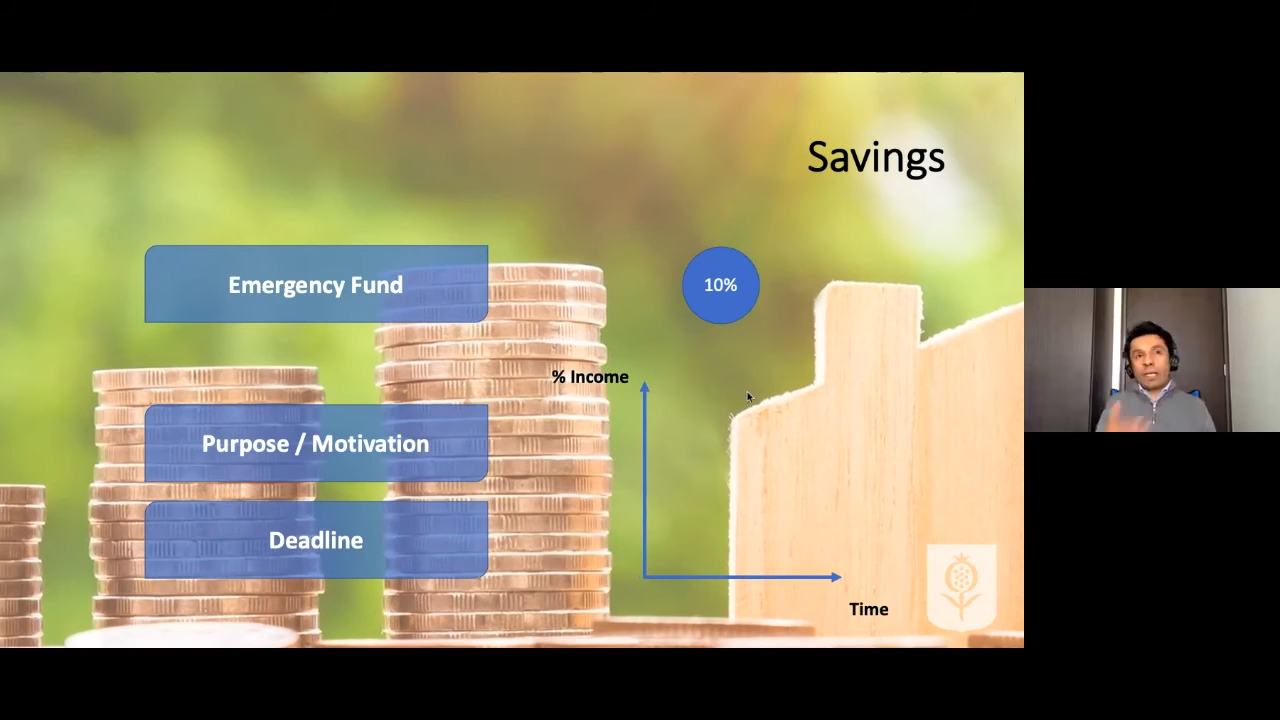 Savings
Emergency Fund
10%
% Income
Purpose / Motivation
Deadline
Time